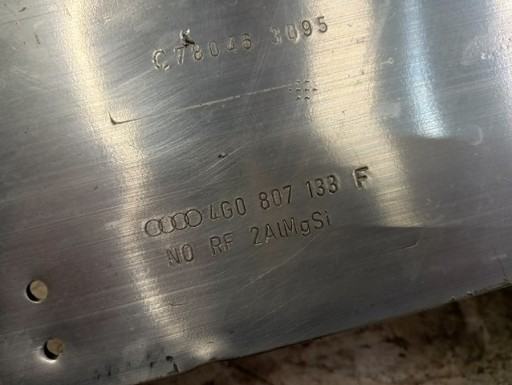 C78046 3095
4G0 807 133 F
NO RF 2AlMgSi